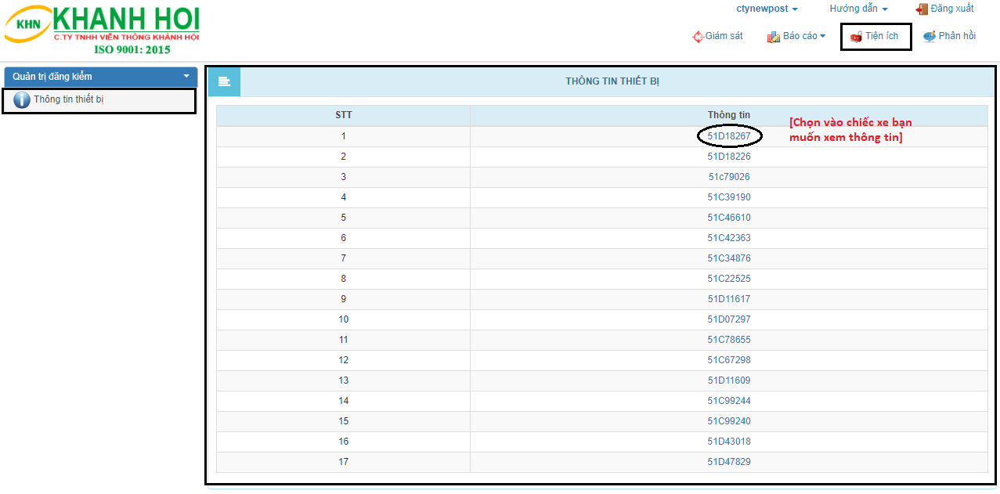 KHN KHANH HOI
C.TY TNHH VIỄN THÔNG KHÁNH HỘI
ISO 9001: 2015
ctynewpost Hướng dẫn Đăng xuất
Giám sát Báo cáo Tiện ích Phản hồi
Quản trị đăng kiểm
Thông tin thiết bị
THÔNG TIN THIẾT BỊ
STT Thông tin
1 51D18267
[Chọn vào chiếc xe bạn
muốn xem thông tin]
2 51D18226
3 51c79026
4 51C39190
5 51C46610
6 51C42363
7 51C34876
8 51C22525
9 51D11617
10 51D07297
11 51C78655
12 51C67298
13 51D11609
14 51C99244
15 51C99240
16 51D43018
17 51D47829